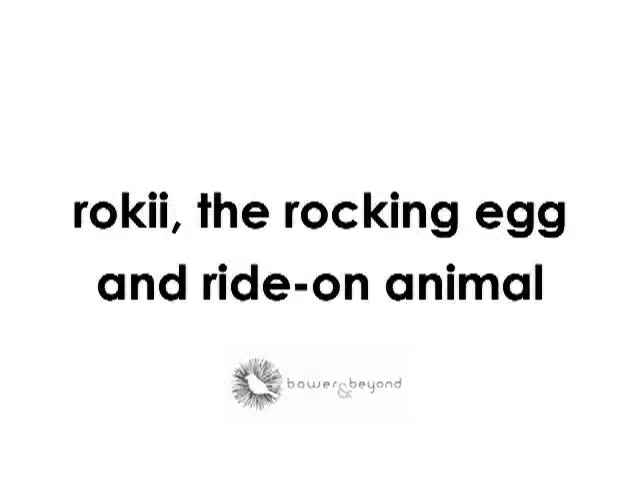 rokii, the rocking egg
and ride-on animal
bower & beyond